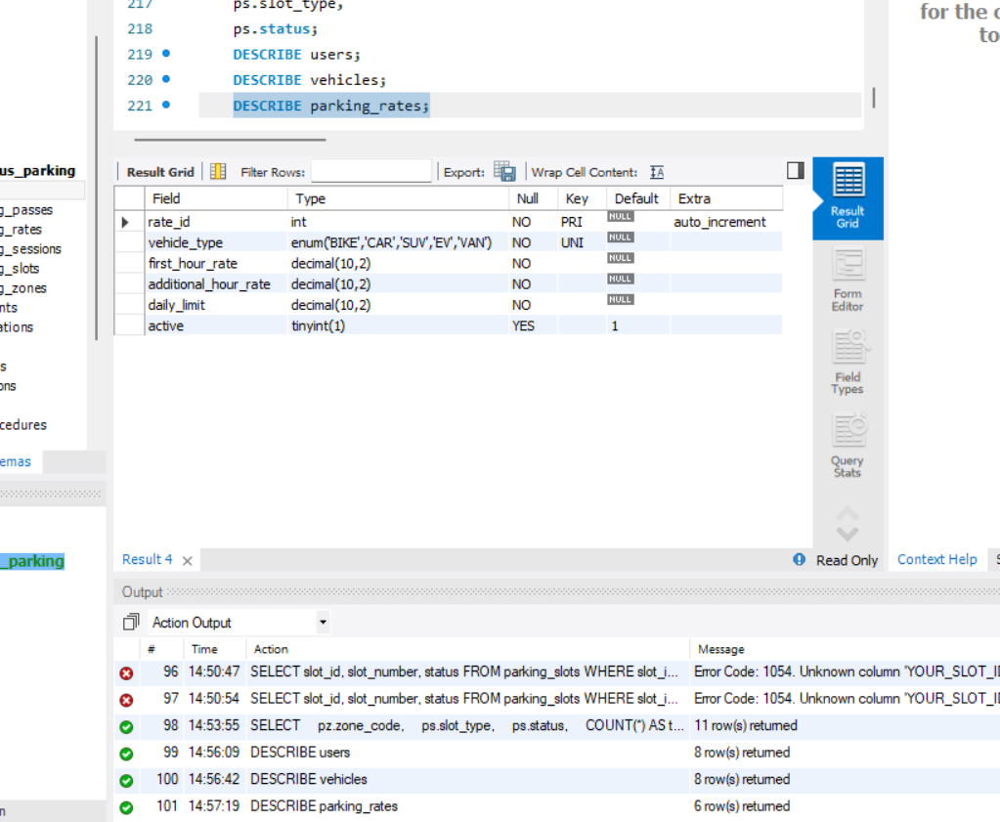 217 ps.slot_type,
218 ps.status;
219 DESCRIBE users;
220 DESCRIBE vehicles;
221 DESCRIBE parking_rates;
for the
to
us_parking
g_passes
g_rates
g_sessions
g_slots
g_zones
nts
ations
s
ons
cedures
emas
_parking
n
Result Grid Filter Rows: Export: Wrap Cell Content: IA
Field Type Null Key Default Extra
rate_id int NO PRI NULL auto_increment
vehicle_type enum('BIKE','CAR','SUV','EV','VAN') NO UNI NULL
first_hour_rate decimal(10,2) NO NULL
additional_hour_rate decimal(10,2) NO NULL
daily_limit decimal(10,2) NO NULL
active tinyint(1) YES 1
Result
Grid
Form
Editor
Field
Types
Query
Stats
Result 4 Read Only Context Help
Output
Action Output
# Time Action Message
96 14:50:47 SELECT slot_id, slot_number, status FROM parking_slots WHERE slot_i... Error Code: 1054. Unknown column 'YOUR_SLOT_I
97 14:50:54 SELECT slot_id, slot_number, status FROM parking_slots WHERE slot_i... Error Code: 1054. Unknown column 'YOUR_SLOT_I
98 14:53:55 SELECT pz.zone_code, ps.slot_type, ps.status, COUNT(*) AS t... 11 row(s) returned
99 14:56:09 DESCRIBE users 8 row(s) returned
100 14:56:42 DESCRIBE vehicles 8 row(s) returned
101 14:57:19 DESCRIBE parking_rates 6 row(s) returned